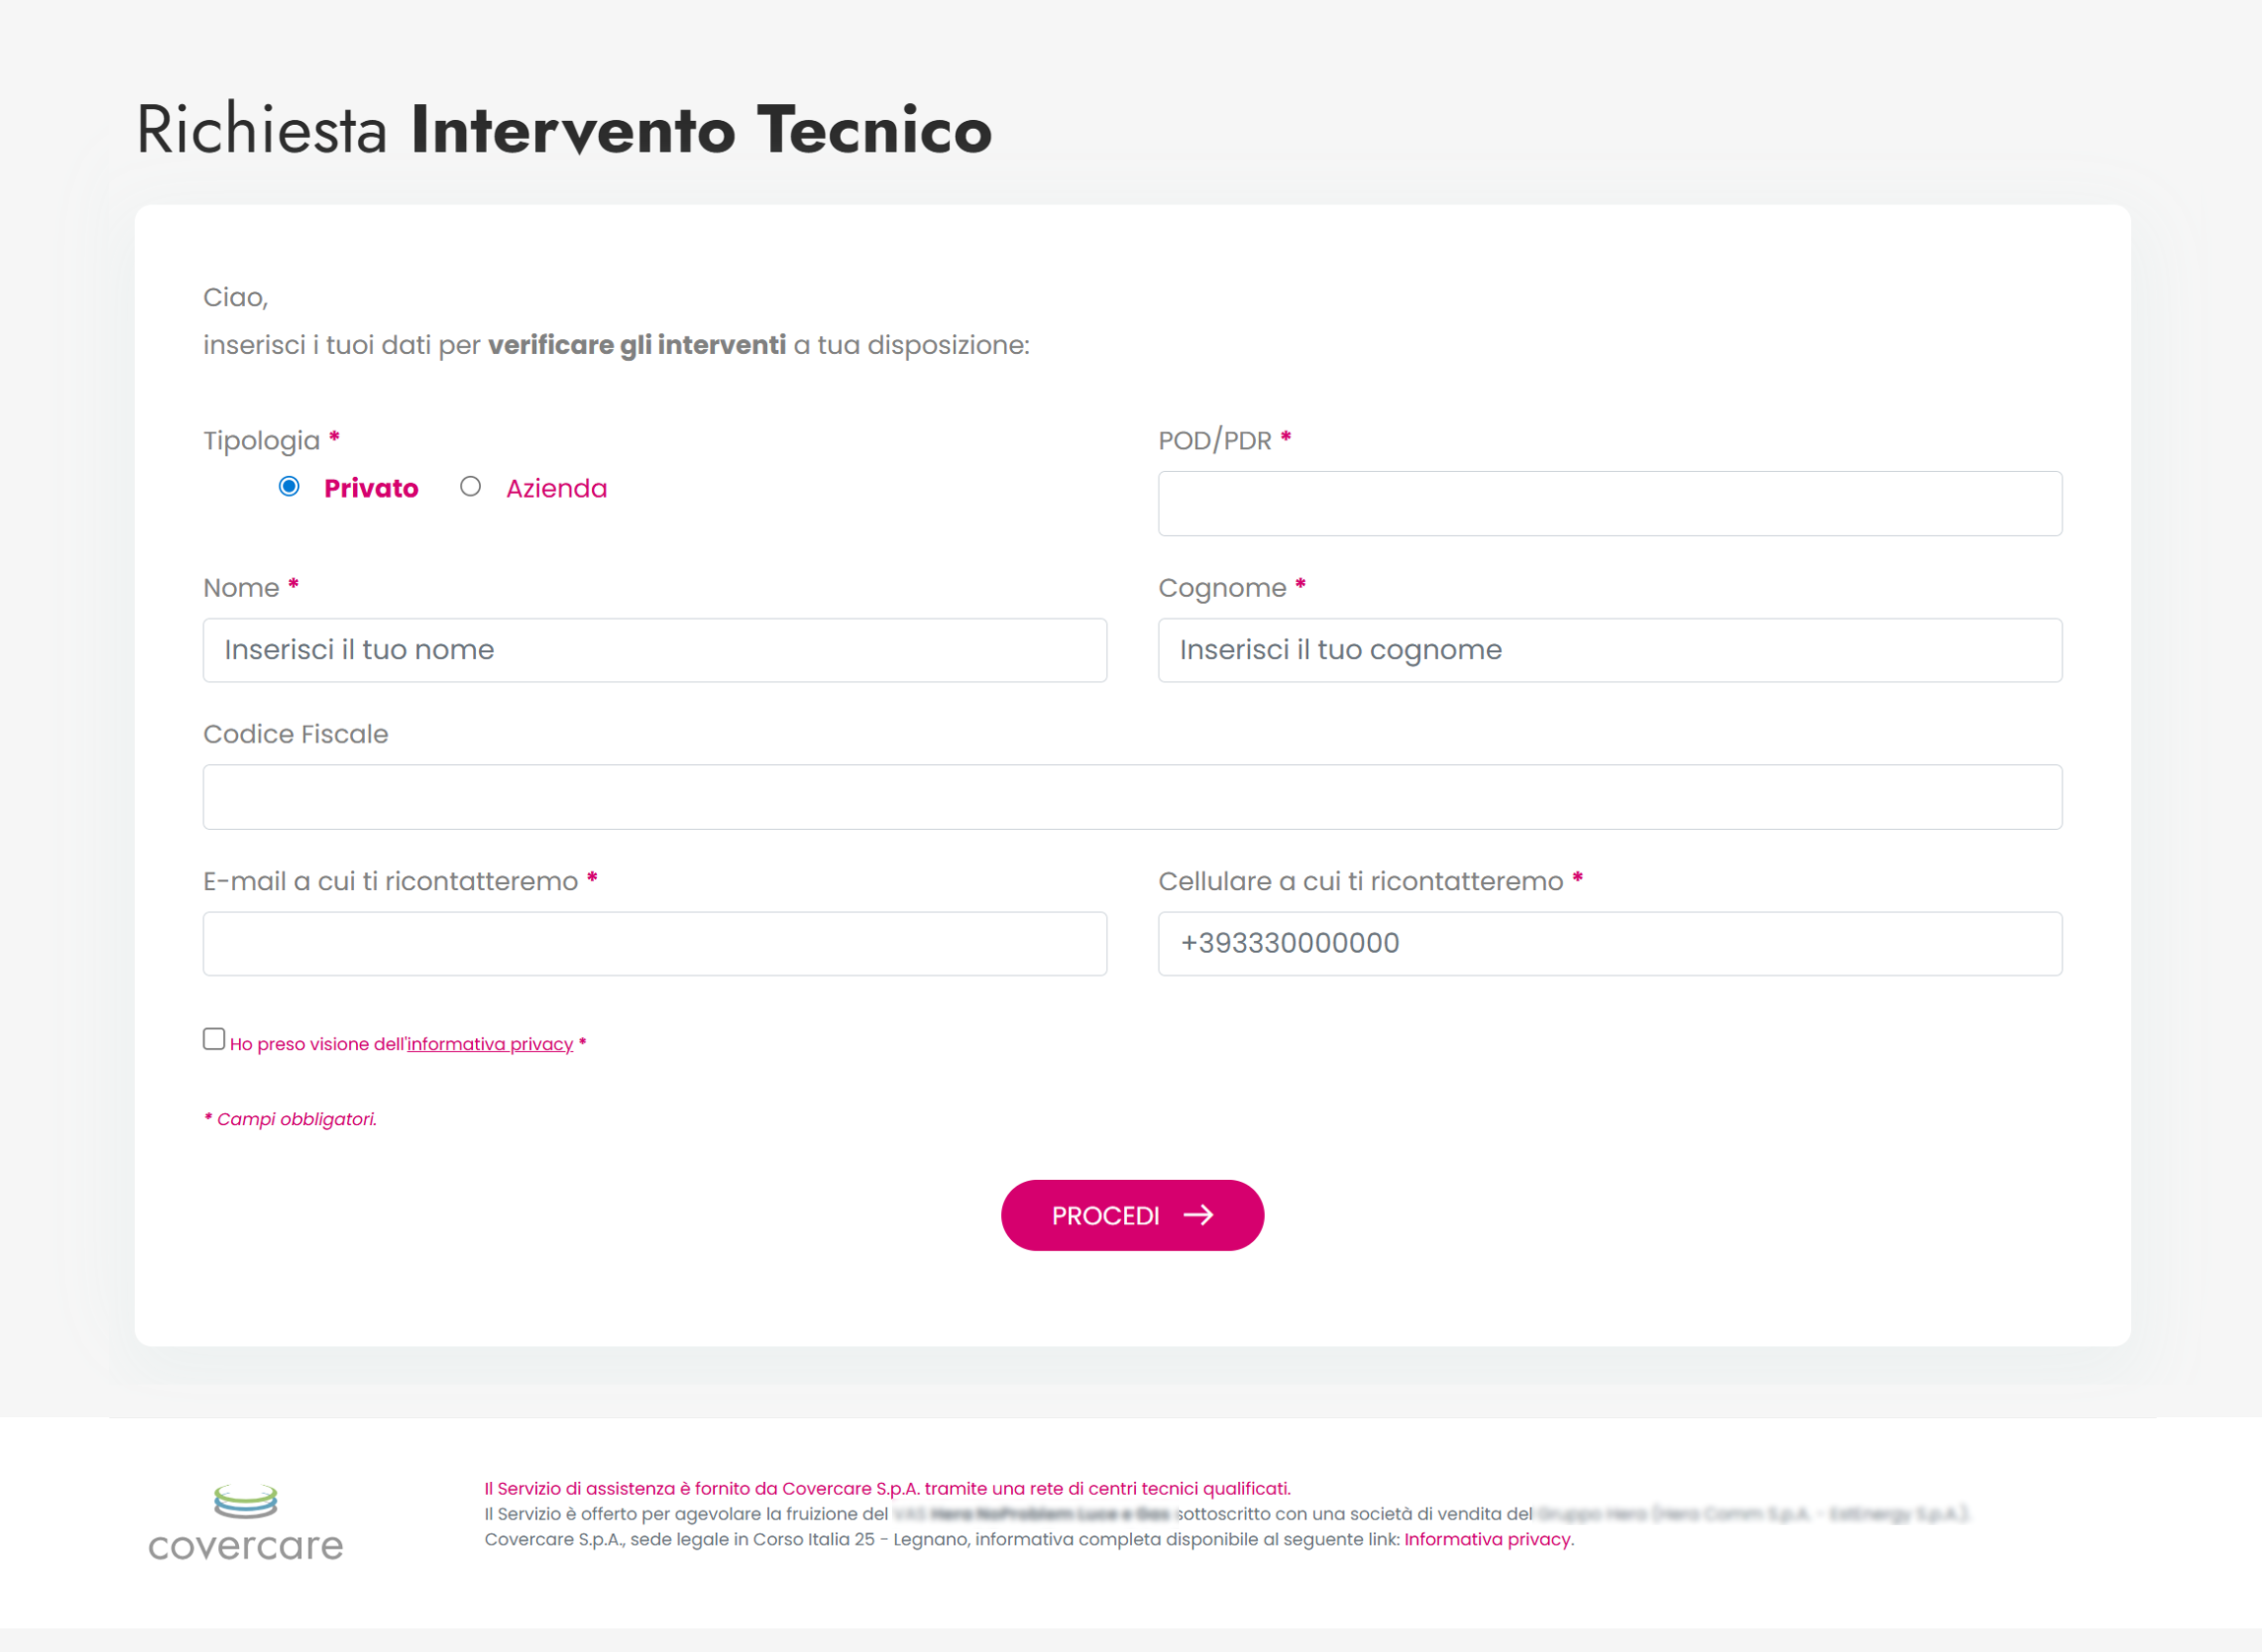 Richiesta Intervento Tecnico
Ciao,
inserisci i tuoi dati per verificare gli interventi a tua disposizione:
Tipologia *
Privato Azienda
POD/PDR *
Nome *
Inserisci il tuo nome
Cognome *
Inserisci il tuo cognome
Codice Fiscale
E-mail a cui ti ricontatteremo *
Cellulare a cui ti ricontatteremo *
+393330000000
Ho preso visione dell'informativa privacy *
* Campi obbligatori.
PROCEDI
covercare
Il Servizio di assistenza è fornito da Covercare S.p.A. tramite una rete di centri tecnici qualificati.
Il Servizio è offerto per agevolare la fruizione del sottoscritto con una società di vendita del
Covercare S.p.A., sede legale in Corso Italia 25 - Legnano, informativa completa disponibile al seguente link: Informativa privacy.